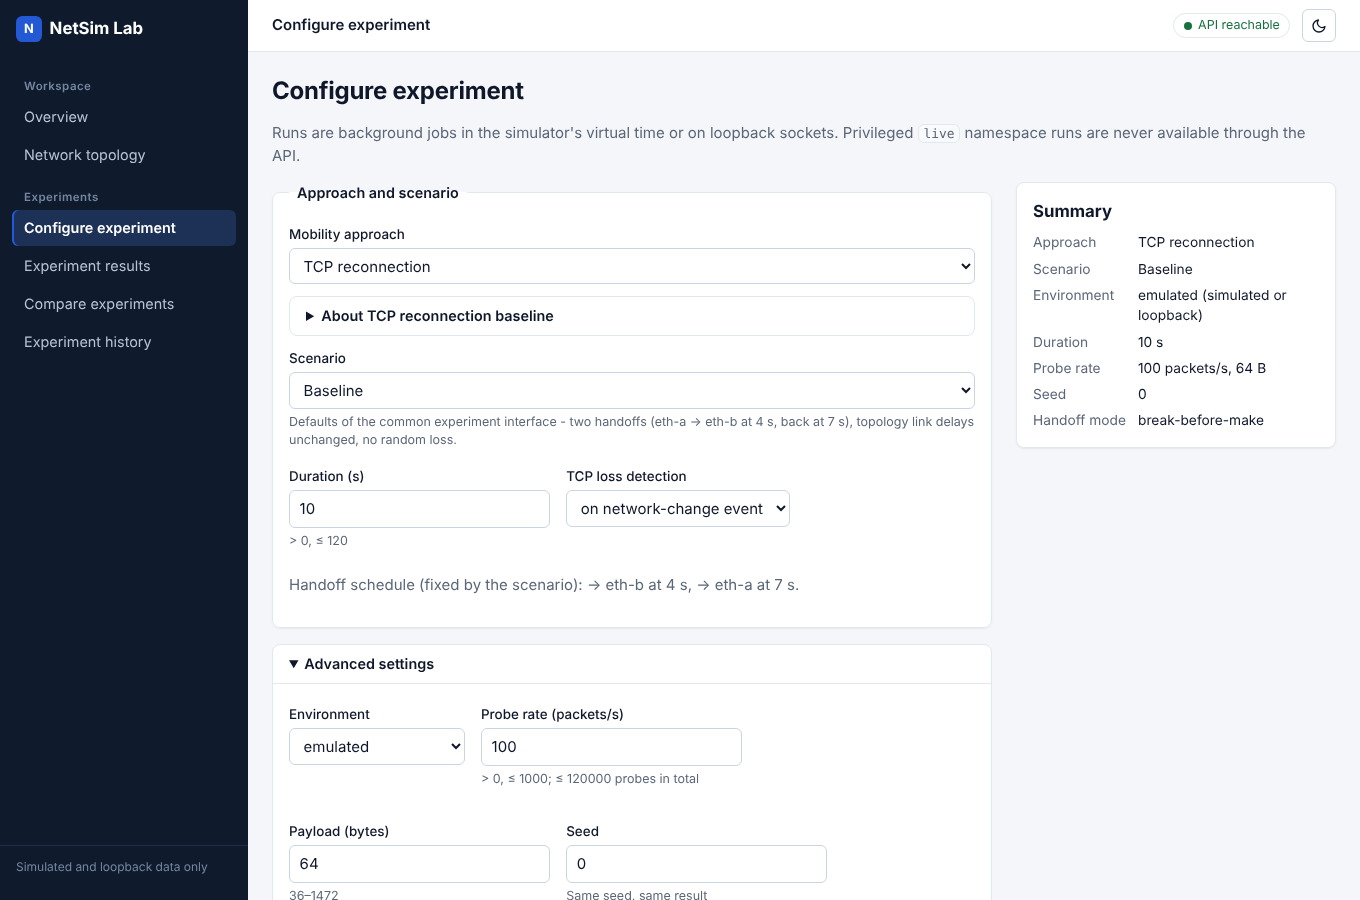 N NetSim Lab
Workspace
Overview
Network topology
Experiments
Configure experiment
Experiment results
Compare experiments
Experiment history
Simulated and loopback data only
Configure experiment
API reachable
Configure experiment
Runs are background jobs in the simulator's virtual time or on loopback sockets. Privileged live namespace runs are never available through the
API.
Approach and scenario
Mobility approach
TCP reconnection
About TCP reconnection baseline
Scenario
Baseline
Defaults of the common experiment interface - two handoffs (eth-a → eth-b at 4 s, back at 7 s), topology link delays
unchanged, no random loss.
Duration (s)
10
> 0, ≤ 120
TCP loss detection
on network-change event
Handoff schedule (fixed by the scenario): → eth-b at 4 s, → eth-a at 7 s.
Advanced settings
Environment
emulated
Probe rate (packets/s)
100
> 0, ≤ 1000; ≤ 120000 probes in total
Payload (bytes)
64
36–1472
Seed
0
Same seed, same result
Summary
Approach TCP reconnection
Scenario Baseline
Environment emulated (simulated or
loopback)
Duration 10 s
Probe rate 100 packets/s, 64 B
Seed 0
Handoff mode break-before-make